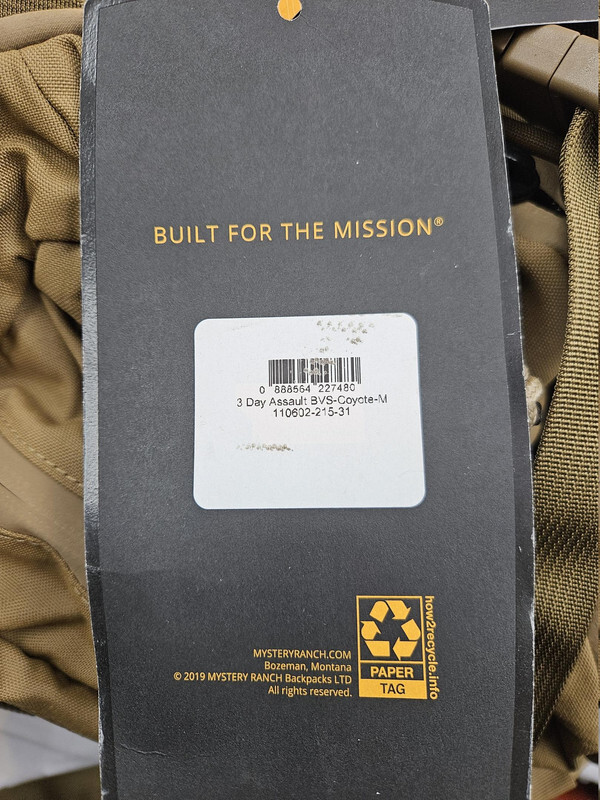 BUILT FOR THE MISSION®
0 888564 227480
3 Day Assault BVS-Coyote-M
110602-215-31
MYSTERYRANCH.COM
Bozeman, Montana
© 2019 MYSTERY RANCH Backpacks LTD
All rights reserved.
PAPER
TAG
how2recycle.info